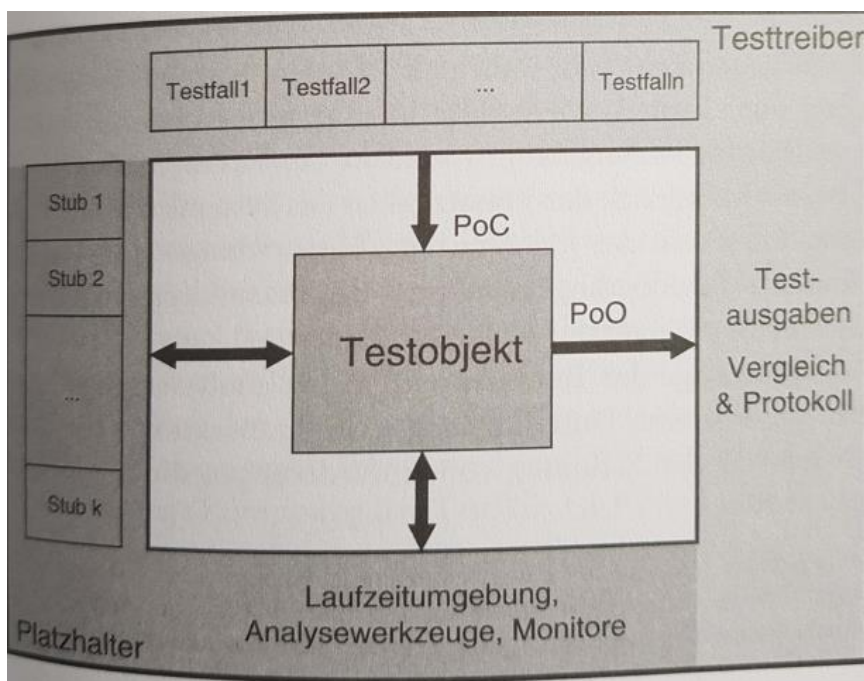 Testtreiber
Testfall1
Testfall2
...
Testfalln
Stub 1
Stub 2
...
Stub k
PoC
PoO
Testobjekt
Test-
ausgaben
Vergleich
& Protokoll
Laufzeitumgebung,
Analysewerkzeuge, Monitore
Platzhalter